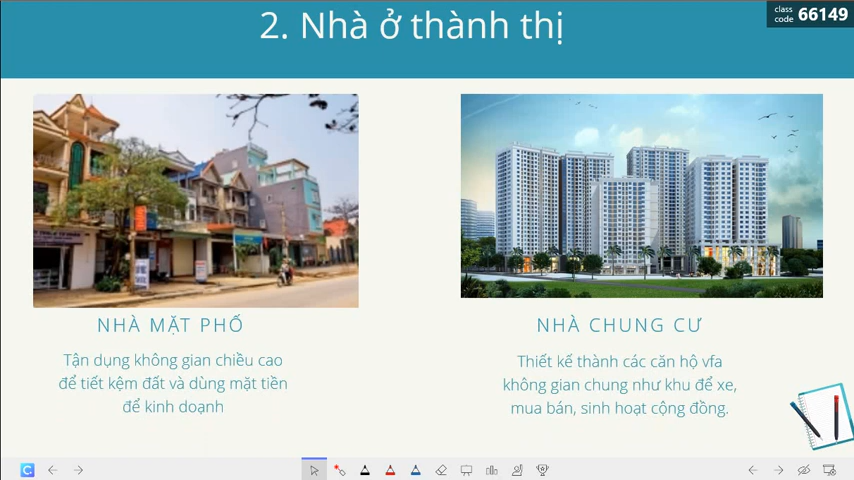 2. Nhà ở thành thị
class
code 66149
NHÀ MẶT PHỐ
Tận dụng không gian chiều cao
để tiết kệm đất và dùng mặt tiền
để kinh doạnh
NHÀ CHUNG CƯ
Thiết kế thành các căn hộ vfa
không gian chung như khu để xe,
mua bán, sinh hoạt cộng đồng.